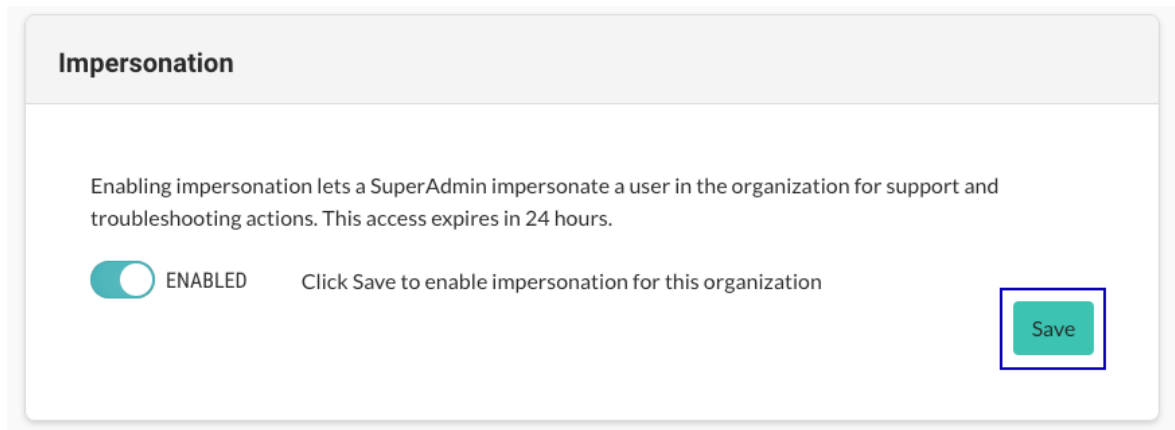 Impersonation
Enabling impersonation lets a SuperAdmin impersonate a user in the organization for support and
troubleshooting actions. This access expires in 24 hours.
ENABLED Click Save to enable impersonation for this organization
Save